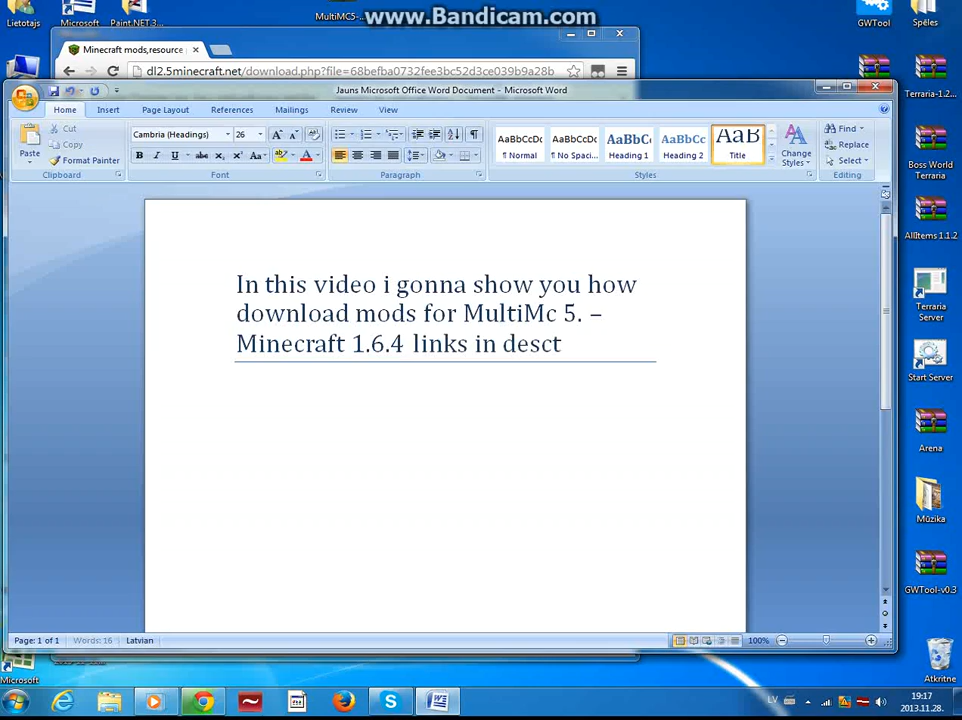 Lietotajs
Microsoft
Paint.NET 3...
MultiMC5-
www.Bandicam.com
GWTool
Spēles
Minecraft mods,resource
dl2.5minecraft.net/download.php?file=68befba0732fee3bc52d3ce039b9a28b
Jauns Microsoft Office Word Document - Microsoft Word
Home Insert Page Layout References Mailings Review View
Paste
Cut
Copy
Format Painter
Clipboard
Cambria (Headings) 26
Font
Paragraph
AaBbCcDc AaBbCcDc AaBbCc AaBbCc AaB
¶ Normal ¶ No Spaci... Heading 1 Heading 2 Title
Change
Styles
Styles
Find
Replace
Select
Editing
In this video i gonna show you how
download mods for MultiMc 5. –
Minecraft 1.6.4 links in desct
Terraria-1.2...
Boss World
Terraria
AllItems 1.1.2
Terraria
Server
Start Server
Arena
Mūzika
GWTool-v0.3
Atkritne
Page: 1 of 1 Words: 16 Latvian
100%
Microsoft
LV
19:17
2013.11.28.